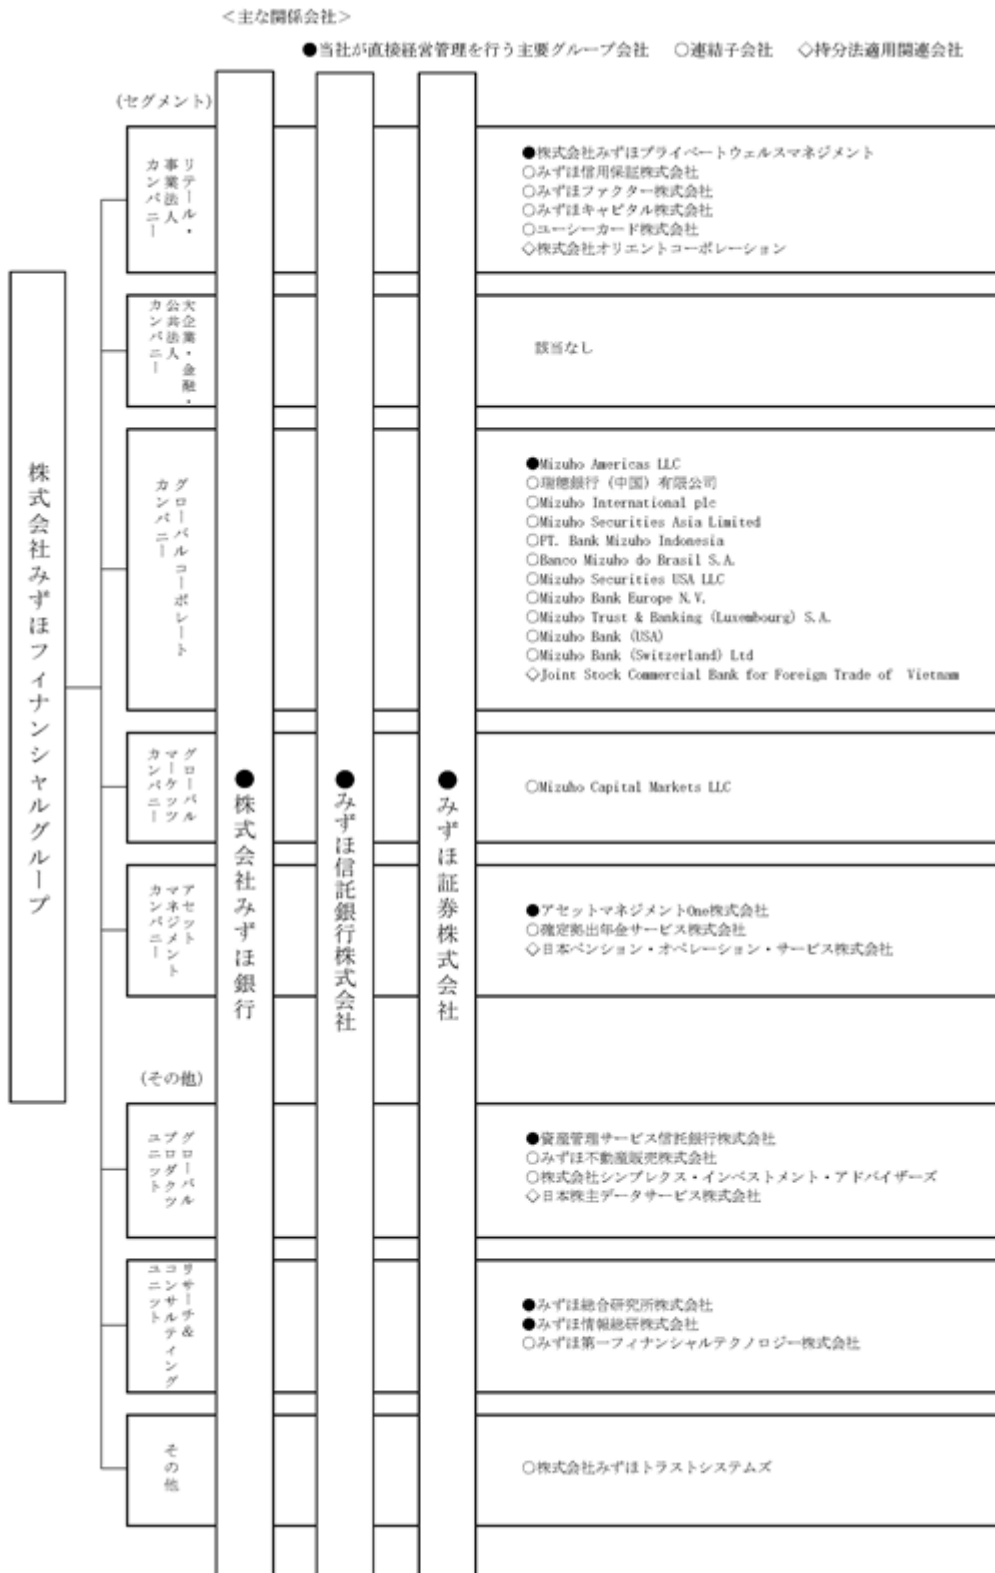 ＜主な関係会社＞
●当社が直接経営管理を行う主要グループ会社　○連結子会社　◇持分法適用関連会社
(セグメント)
株式会社みずほフィナンシャルグループ
●株式会社みずほ銀行
●みずほ信託銀行株式会社
●みずほ証券株式会社
リテール・
事業法人
カンパニー
●株式会社みずほプライベートウェルスマネジメント
○みずほ信用保証株式会社
○みずほファクター株式会社
○みずほキャピタル株式会社
○ユーシーカード株式会社
◇株式会社オリエントコーポレーション
大企業・金融・
公共法人
カンパニー
該当なし
グローバルコーポレート
カンパニー
●Mizuho Americas LLC
○瑞穂銀行（中国）有限公司
○Mizuho International plc
○Mizuho Securities Asia Limited
○PT. Bank Mizuho Indonesia
○Banco Mizuho do Brasil S.A.
○Mizuho Securities USA LLC
○Mizuho Bank Europe N.V.
○Mizuho Trust & Banking (Luxembourg) S.A.
○Mizuho Bank (USA)
○Mizuho Bank (Switzerland) Ltd
◇Joint Stock Commercial Bank for Foreign Trade of Vietnam
グローバル
マーケッツ
カンパニー
○Mizuho Capital Markets LLC
アセット
マネジメント
カンパニー
●アセットマネジメントOne株式会社
○確定拠出年金サービス株式会社
◇日本ペンション・オペレーション・サービス株式会社
(その他)
グローバル
プロダクツ
ユニット
●資産管理サービス信託銀行株式会社
○みずほ不動産販売株式会社
○株式会社シンプレクス・インベストメント・アドバイザーズ
◇日本株主データサービス株式会社
リサーチ&
コンサルティング
ユニット
●みずほ総合研究所株式会社
●みずほ情報総研株式会社
○みずほ第一フィナンシャルテクノロジー株式会社
その他
○株式会社みずほトラストシステムズ